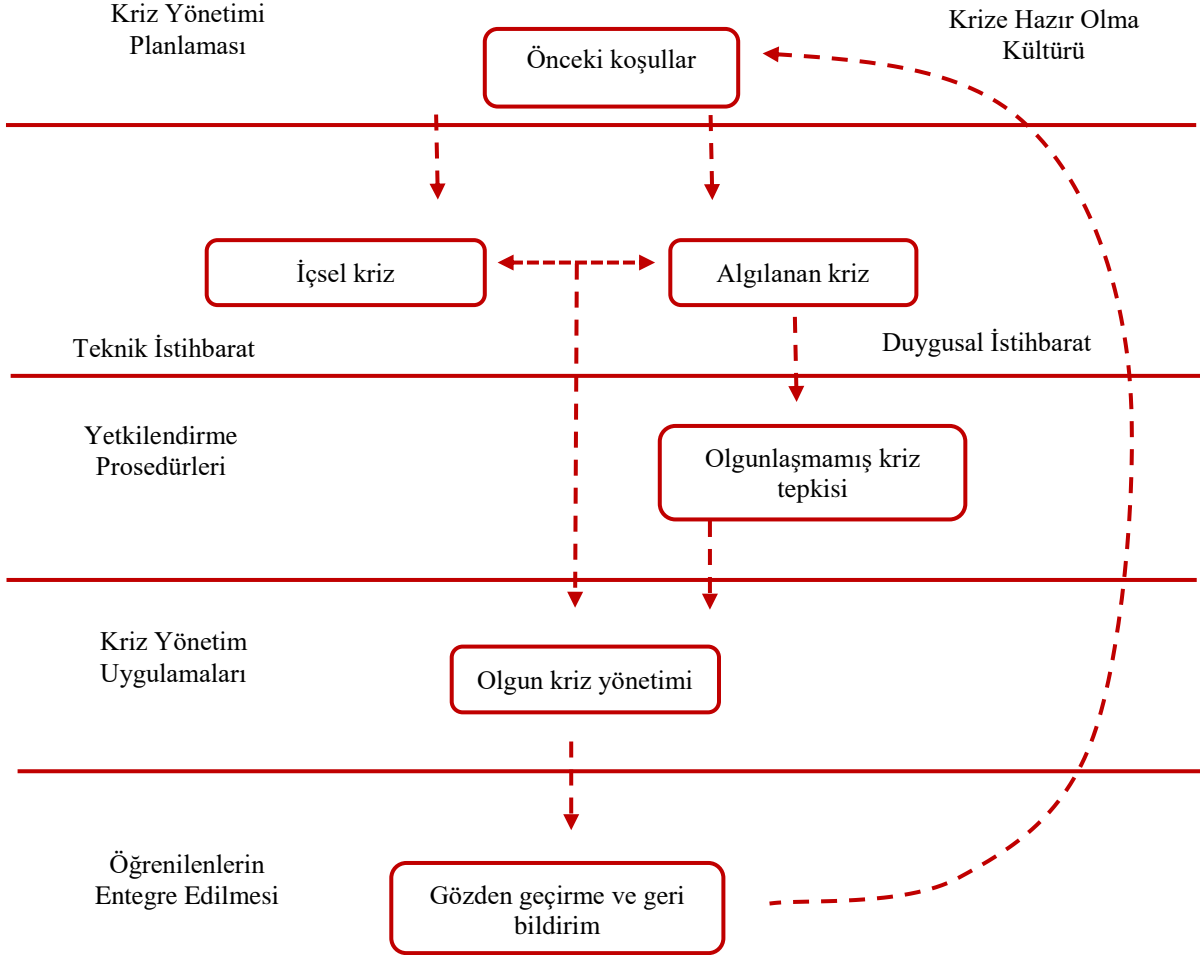 Kriz Yönetimi
Planlaması
Önceki koşullar
Krize Hazır Olma
Kültürü
İçsel kriz
Algılanan kriz
Teknik İstihbarat
Duygusal İstihbarat
Yetkilendirme
Prosedürleri
Olgunlaşmamış kriz
tepkisi
Kriz Yönetim
Uygulamaları
Olgun kriz yönetimi
Öğrenilenlerin
Entegre Edilmesi
Gözden geçirme ve geri
bildirim